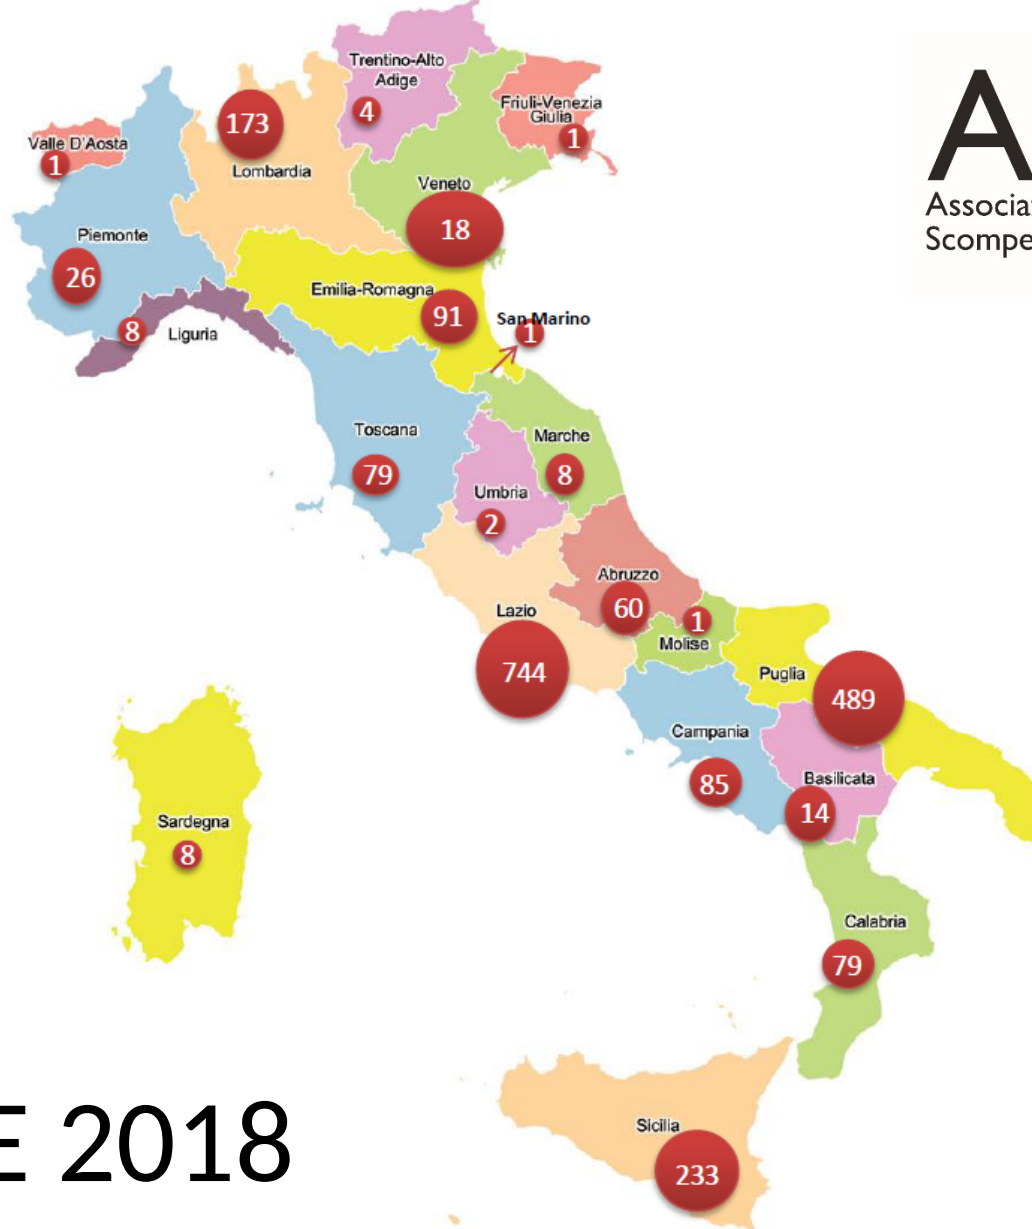 Trentino-Alto
Adige
4
Friuli-Venezia
Giulia
1
173
Lombardia
Valle D'Aosta
1
Veneto
18
Piemonte
26
Emilia-Romagna
91
San Marino
1
8
Liguria
Toscana
79
Marche
8
Umbria
2
Abruzzo
60
Lazio
744
1
Molise
Puglia
489
Campania
85
Basilicata
14
Sardegna
8
Calabria
79
Sicilia
233
A
Associa
Scompe
E 2018